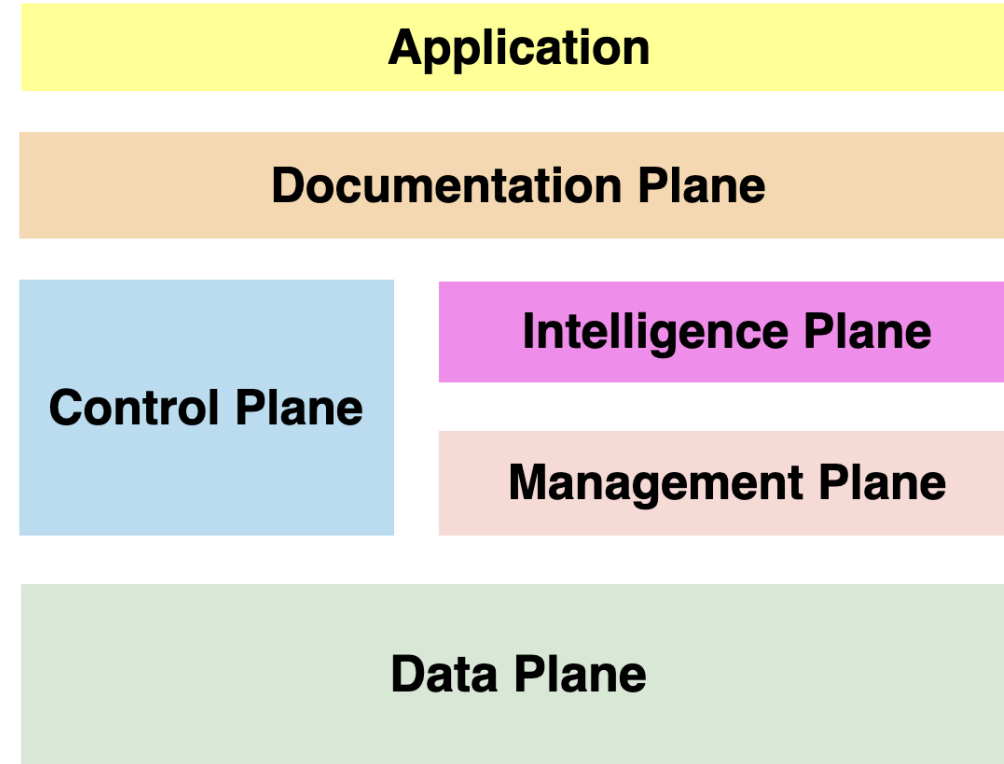 Application
Documentation Plane
Control Plane
Intelligence Plane
Management Plane
Data Plane